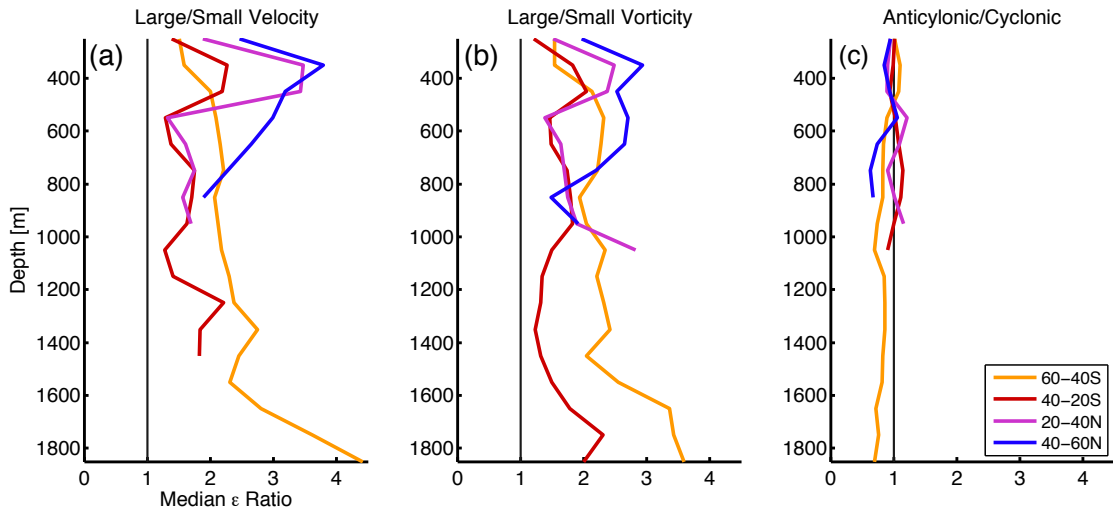 Large/Small Velocity
Large/Small Vorticity
Anticylonic/Cyclonic
(a)
(b)
(c)
400
600
800
1000
1200
1400
1600
1800
400
600
800
1000
1200
1400
1600
1800
400
600
800
1000
1200
1400
1600
1800
Depth [m]
60−40S
40−20S
20−40N
40−60N
0 1 2 3 4
0 1 2 3 4
0 1 2 3 4
Median ε Ratio